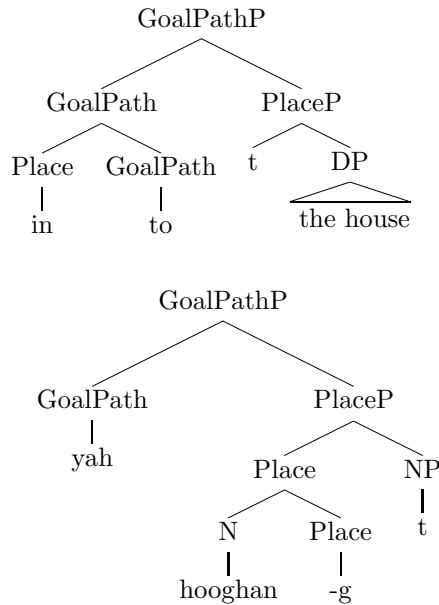 GoalPathP
GoalPath PlaceP
Place GoalPath t DP
in to the house
GoalPathP
GoalPath PlaceP
yah Place NP
N Place t
hooghan -g